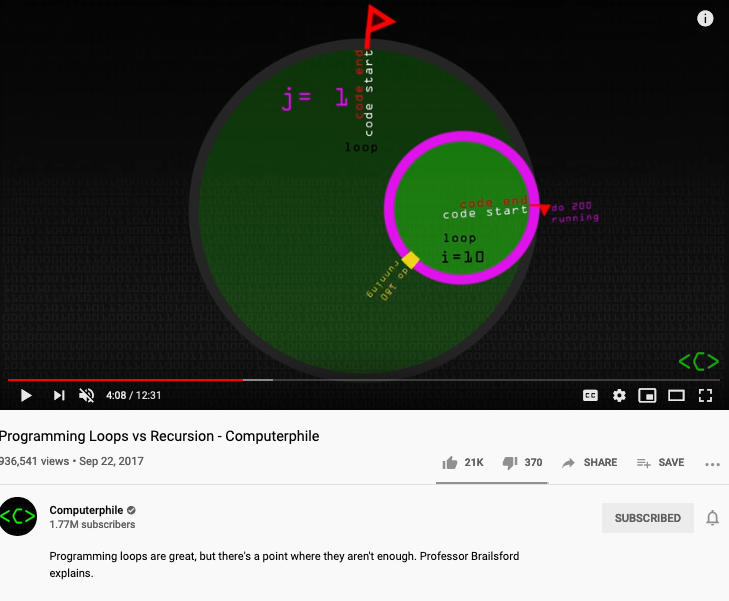 j= 1
code end
code start
loop
code end
code start
do 200
running
loop
i=10
do 180
running
<C>
4:08 / 12:31
CC
Programming Loops vs Recursion - Computerphile
936,541 views • Sep 22, 2017
21K
370
SHARE
SAVE
<C>
Computerphile
1.77M subscribers
SUBSCRIBED
Programming loops are great, but there's a point where they aren't enough. Professor Brailsford
explains.